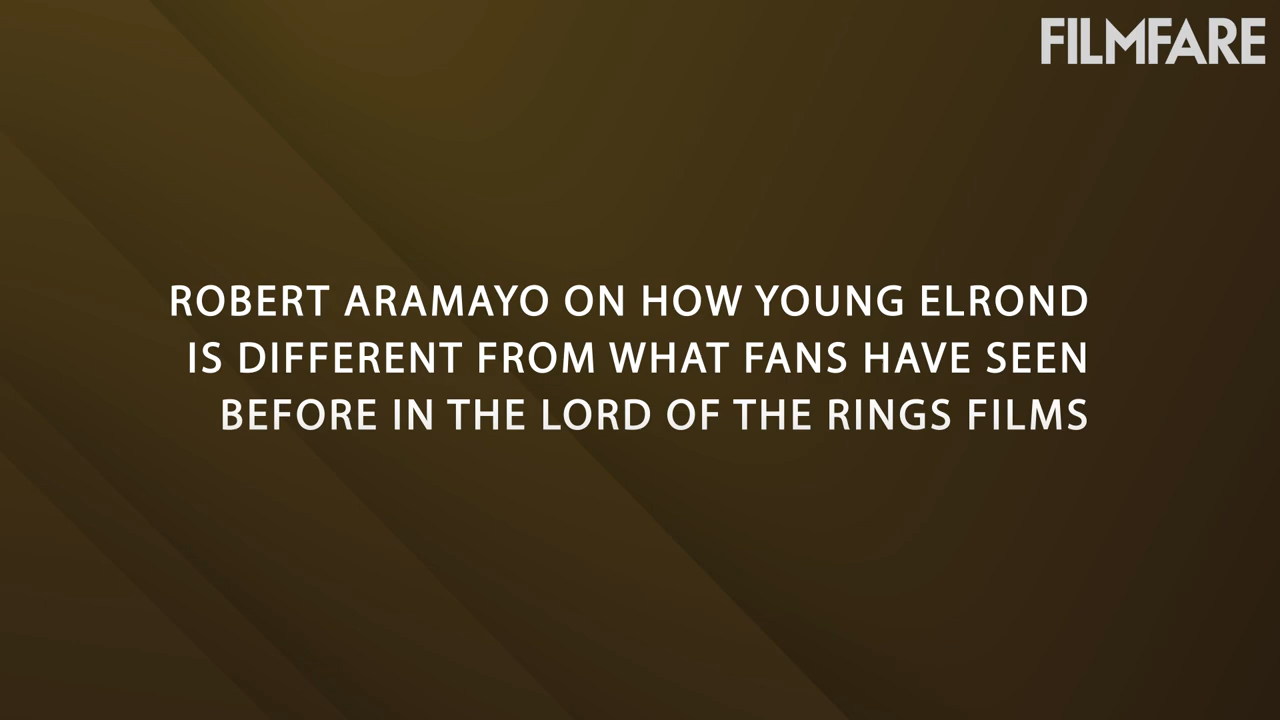 FILMFARE
ROBERT ARAMAYO ON HOW YOUNG ELROND
IS DIFFERENT FROM WHAT FANS HAVE SEEN
BEFORE IN THE LORD OF THE RINGS FILMS